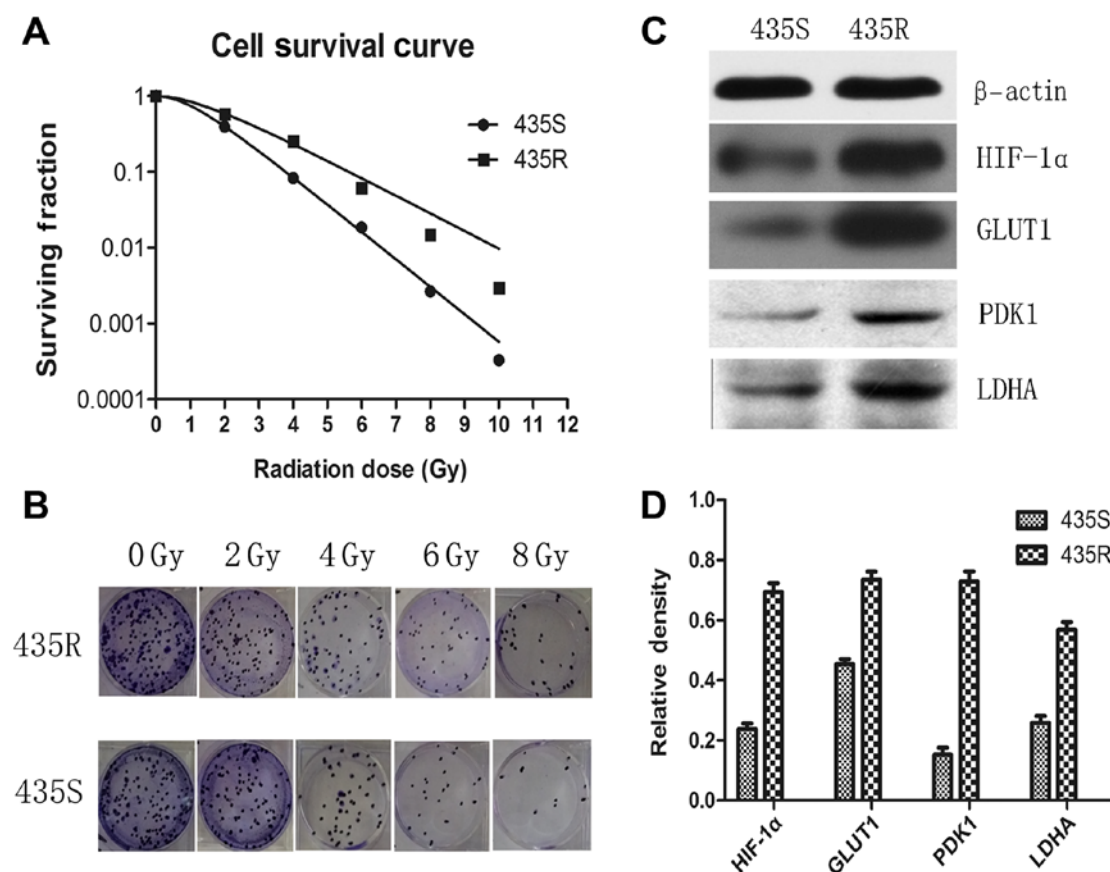 A
Cell survival curve
Surviving fraction
1
0.1
0.01
0.001
0.0001
0 1 2 3 4 5 6 7 8 9 10 11 12
Radiation dose (Gy)
435S
435R
B
0 Gy 2 Gy 4 Gy 6 Gy 8 Gy
435R
435S
C
435S 435R
β-actin
HIF-1α
GLUT1
PDK1
LDHA
D
Relative density
1.0
0.8
0.6
0.4
0.2
0.0
HIF-1α GLUT1 PDK1 LDHA
435S
435R